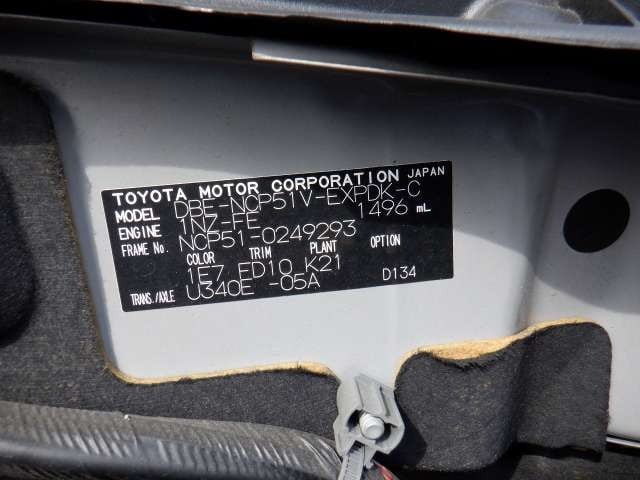 TOYOTA MOTOR CORPORATION JAPAN
MODEL DBE-NCP51V-EXPDK-C
ENGINE 1NZ-FE 1496 mL
FRAME No. NCP51-0249293
COLOR TRIM PLANT OPTION
1E7 FD10 K21
TRANS./AXLE U340E -05A D134